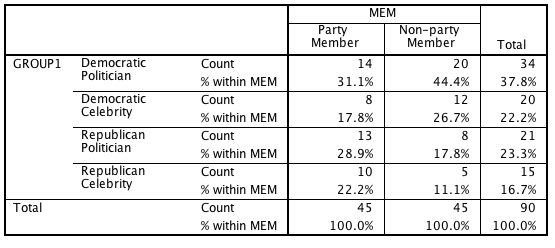 MEM
Party Member Non-party Member Total
GROUP1 Democratic Politician Count 14 20 34
% within MEM 31.1% 44.4% 37.8%
Democratic Celebrity Count 8 12 20
% within MEM 17.8% 26.7% 22.2%
Republican Politician Count 13 8 21
% within MEM 28.9% 17.8% 23.3%
Republican Celebrity Count 10 5 15
% within MEM 22.2% 11.1% 16.7%
Total Count 45 45 90
% within MEM 100.0% 100.0% 100.0%